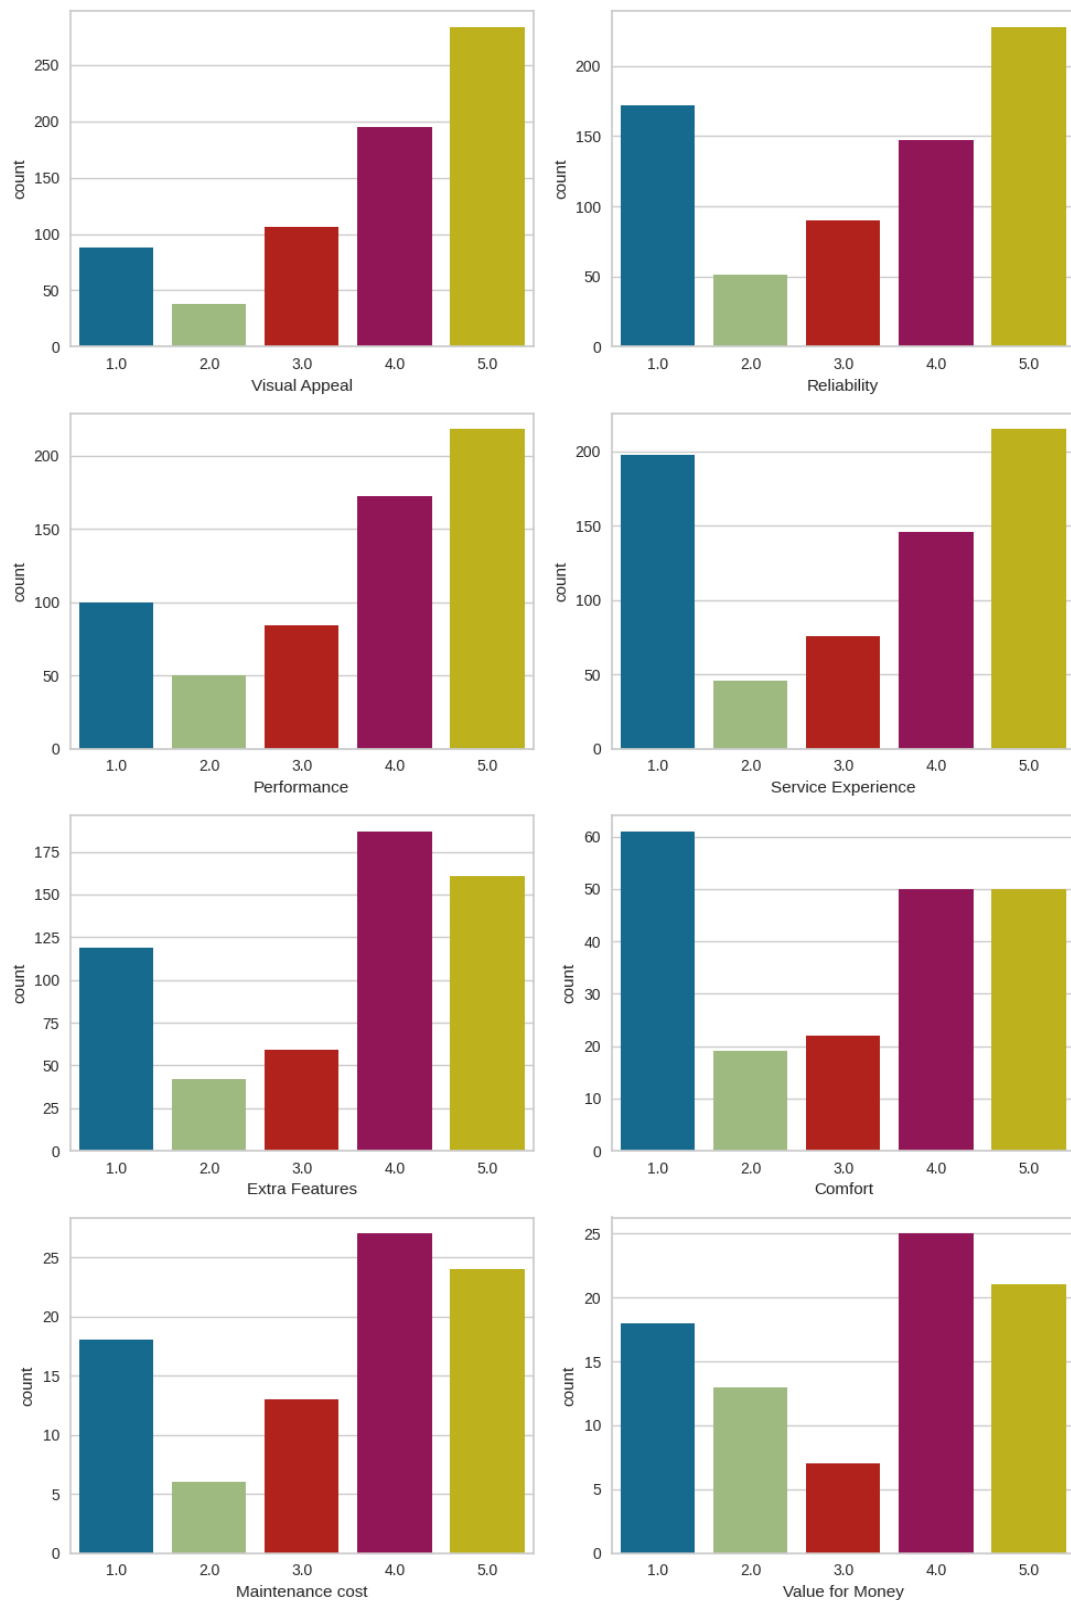 250
200
150
100
50
0
count
1.0 2.0 3.0 4.0 5.0
Visual Appeal
200
150
100
50
0
count
1.0 2.0 3.0 4.0 5.0
Reliability
200
150
100
50
0
count
1.0 2.0 3.0 4.0 5.0
Performance
200
150
100
50
0
count
1.0 2.0 3.0 4.0 5.0
Service Experience
175
150
125
100
75
50
25
0
count
1.0 2.0 3.0 4.0 5.0
Extra Features
60
50
40
30
20
10
0
count
1.0 2.0 3.0 4.0 5.0
Comfort
25
20
15
10
5
0
count
1.0 2.0 3.0 4.0 5.0
Maintenance cost
25
20
15
10
5
0
count
1.0 2.0 3.0 4.0 5.0
Value for Money